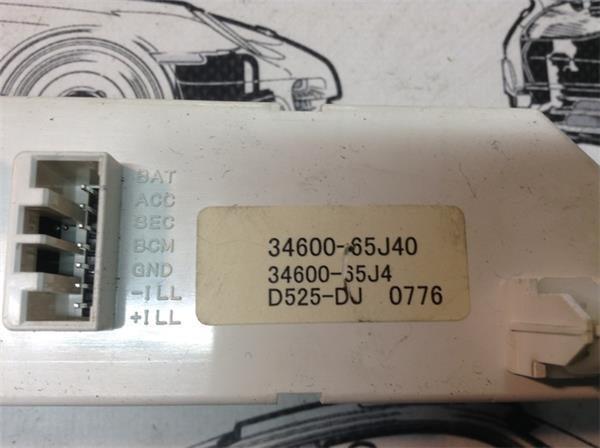 BAT
ACC
SEC
BCM
GND
-ILL
+ILL
34600-65J40
34600-65J4
D525-DJ 0776